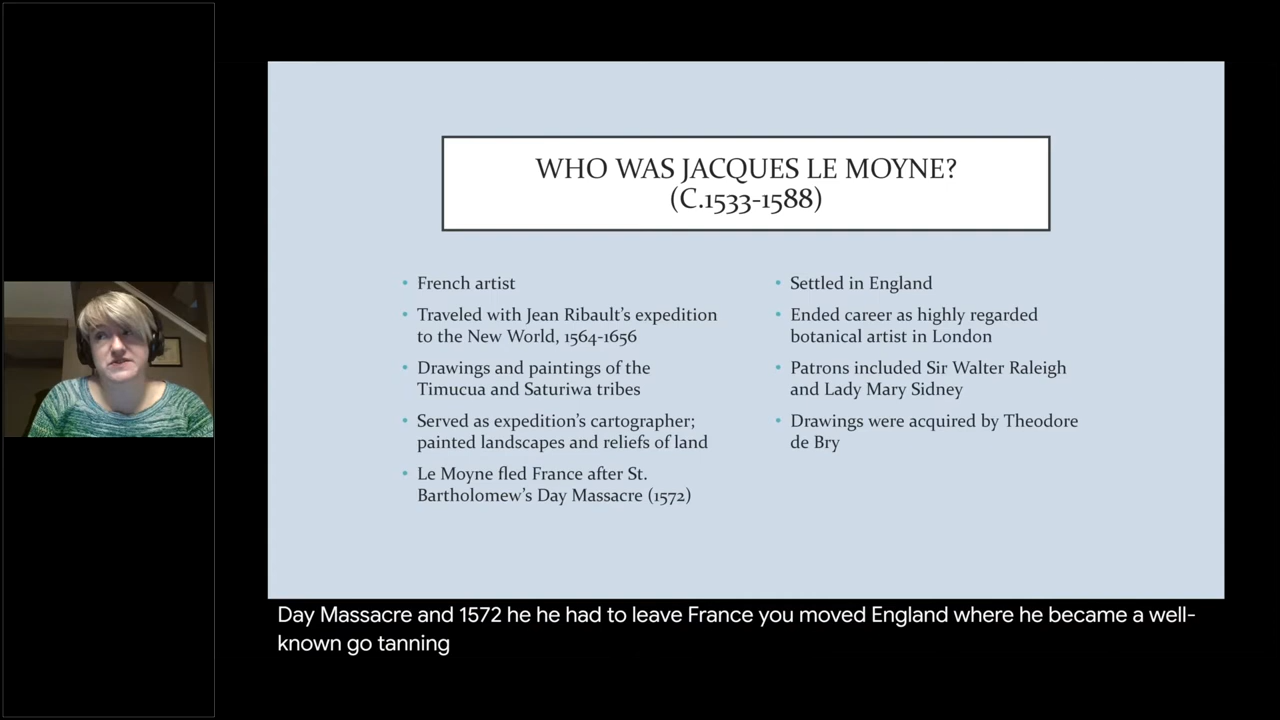 WHO WAS JACQUES LE MOYNE?
(C.1533-1588)
• French artist
• Traveled with Jean Ribault's expedition
to the New World, 1564-1656
• Drawings and paintings of the
Timucua and Saturiwa tribes
• Served as expedition's cartographer;
painted landscapes and reliefs of land
• Le Moyne fled France after St.
Bartholomew's Day Massacre (1572)
• Settled in England
• Ended career as highly regarded
botanical artist in London
• Patrons included Sir Walter Raleigh
and Lady Mary Sidney
• Drawings were acquired by Theodore
de Bry
Day Massacre and 1572 he he had to leave France you moved England where he became a well-
known go tanning